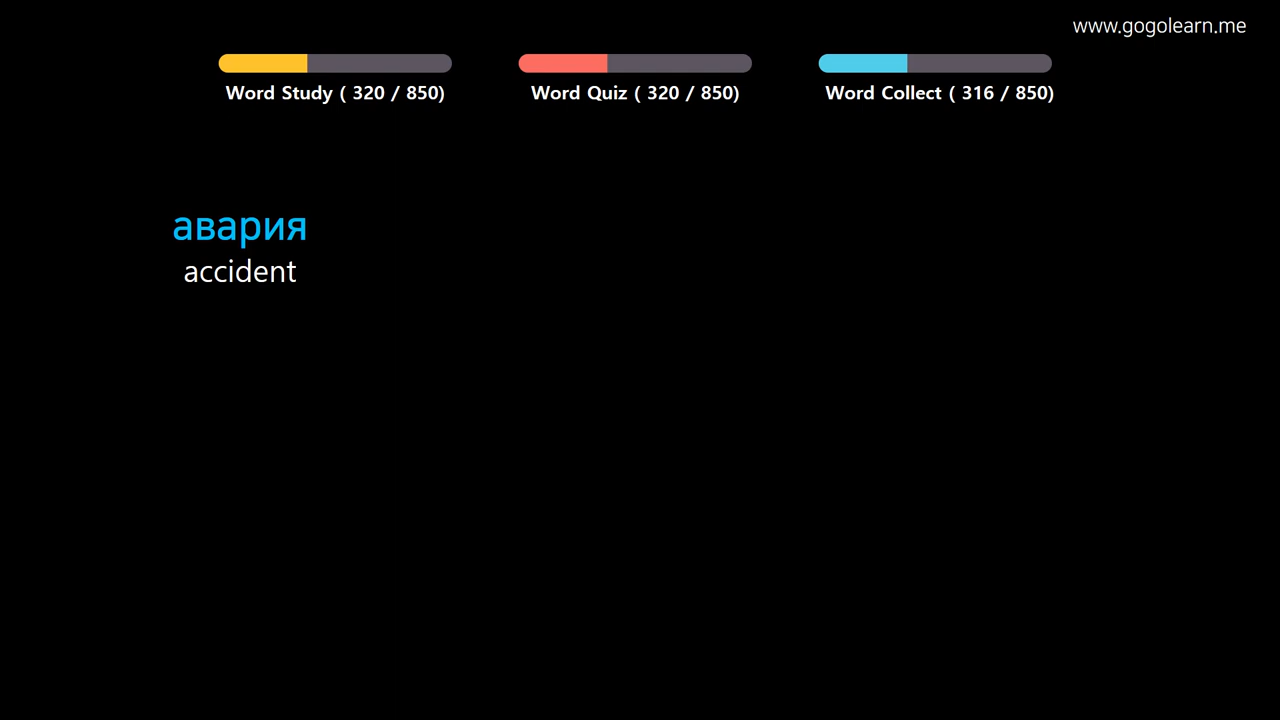 www.gogolearn.me
Word Study ( 320 / 850)
Word Quiz ( 320 / 850)
Word Collect ( 316 / 850)
авария
accident